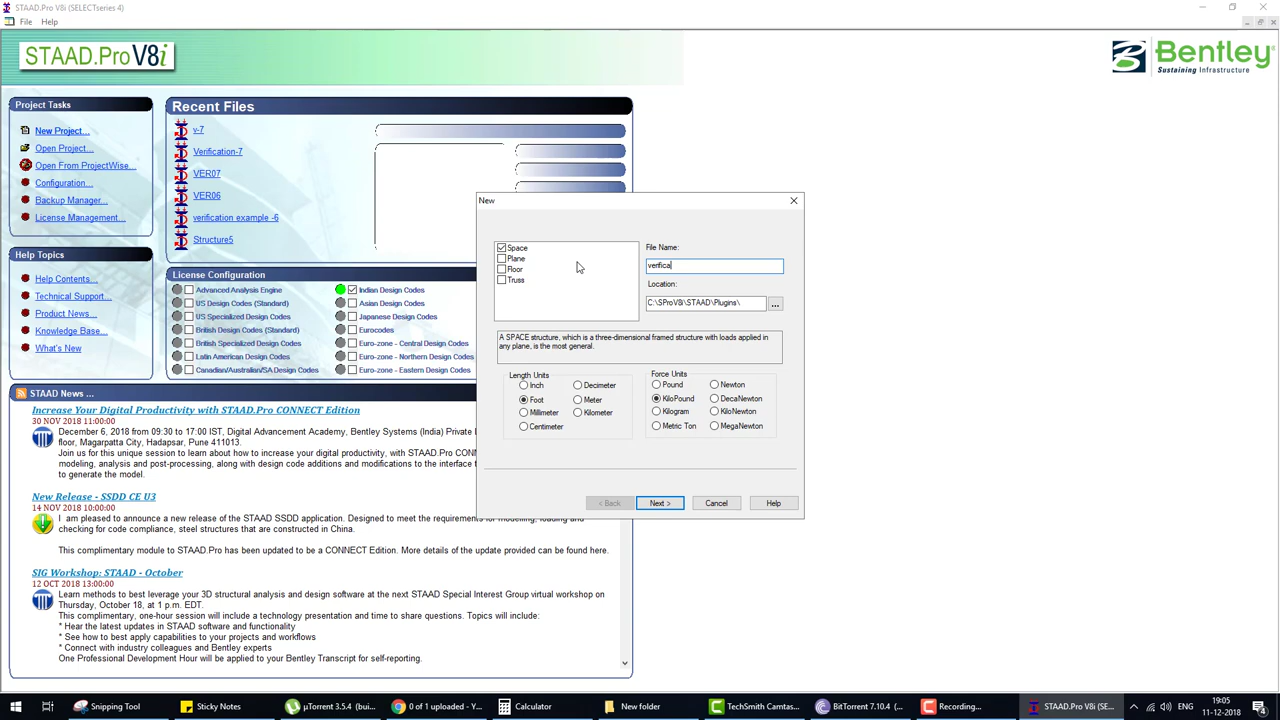 STAAD.Pro V8i (SELECTseries 4)
File Help
STAAD.Pro V8i
Bentley
Sustaining Infrastructure
Project Tasks
New Project...
Open Project...
Open From ProjectWise...
Configuration...
Backup Manager...
License Management...
Recent Files
v-7
Verification-7
VER07
VER06
verification example -6
Structure5
Help Topics
Help Contents...
Technical Support...
Product News...
Knowledge Base...
What's New
License Configuration
Advanced Analysis Engine Indian Design Codes
US Design Codes (Standard) Asian Design Codes
US Specialized Design Codes Japanese Design Codes
British Design Codes (Standard) Eurocodes
British Specialized Design Codes Euro-zone - Central Design Codes
Latin American Design Codes Euro-zone - Northern Design Codes
Canadian/Australian/SA Design Codes Euro-zone - Eastern Design Codes
New
Space
Plane
Floor
Truss
File Name:
verifica
Location:
C:\SProV8i\STAAD\Plugins\
...
A SPACE structure, which is a three-dimensional framed structure with loads applied in
any plane, is the most general.
Length Units
Inch Decimeter
Foot Meter
Millimeter Kilometer
Centimeter
Force Units
Pound Newton
KiloPound DecaNewton
Kilogram KiloNewton
Metric Ton MegaNewton
< Back Next > Cancel Help
STAAD News ...
Increase Your Digital Productivity with STAAD.Pro CONNECT Edition
30 NOV 2018 11:00:00
December 6, 2018 from 09:30 to 17:00 IST, Digital Advancement Academy, Bentley Systems (India) Private
floor, Magarpatta City, Hadapsar, Pune 411013.
Join us for this unique session to learn about how to increase your digital productivity, with STAAD.Pro
modeling, analysis and post-processing, along with design code additions and modifications to the interface
to generate the model.
New Release - SSDD CE U3
14 NOV 2018 10:00:00
I am pleased to announce a new release of the STAAD SSDD application. Designed to meet the requirements for modelling, loading and
checking for code compliance, steel structures that are constructed in China.
This complimentary module to STAAD.Pro has been updated to be a CONNECT Edition. More details of the update provided can be found here.
SIG Workshop: STAAD - October
12 OCT 2018 13:00:00
Learn methods to best leverage your 3D structural analysis and design software at the next STAAD Special Interest Group virtual workshop on
Thursday, October 18, at 1 p.m. EDT.
This complimentary, one-hour session will include a technology presentation and time to share questions. Topics will include:
* Hear the latest updates in STAAD software and functionality
* See how to best apply capabilities to your projects and workflows
* Connect with industry colleagues and Bentley experts
One Professional Development Hour will be applied to your Bentley Transcript for self-reporting.
Snipping Tool Sticky Notes µTorrent 3.5.4 (bui... 0 of 1 uploaded - Y... Calculator New folder TechSmith Camtas... BitTorrent 7.10.4 (... Recording... STAAD.Pro V8i (SE... ENG 19:05
11-12-2018
4